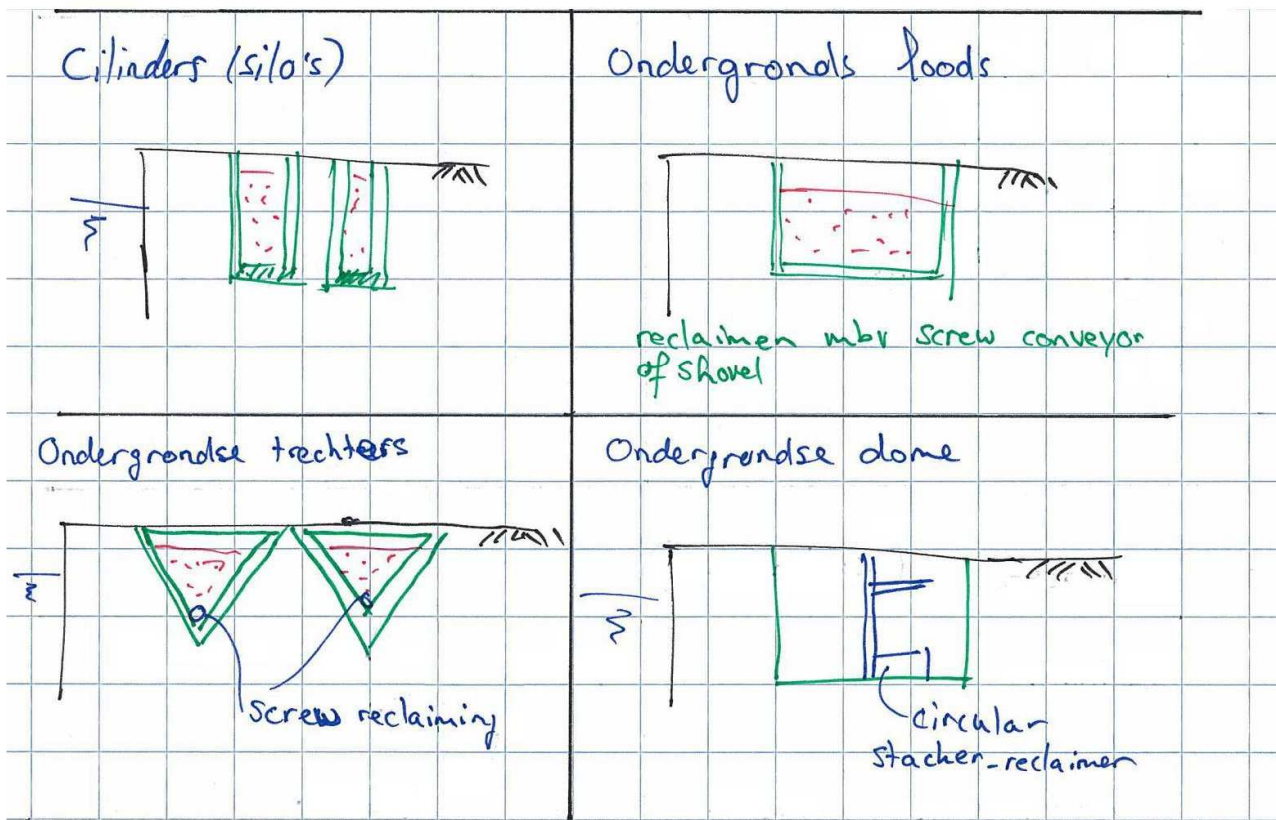 Cilinders (silo's)
Ondergronds loods
reclaimen mbv screw conveyor
of shovel
Ondergrondse trechters
screw reclaiming
Ondergrondse dome
circular
stacker-reclaimer